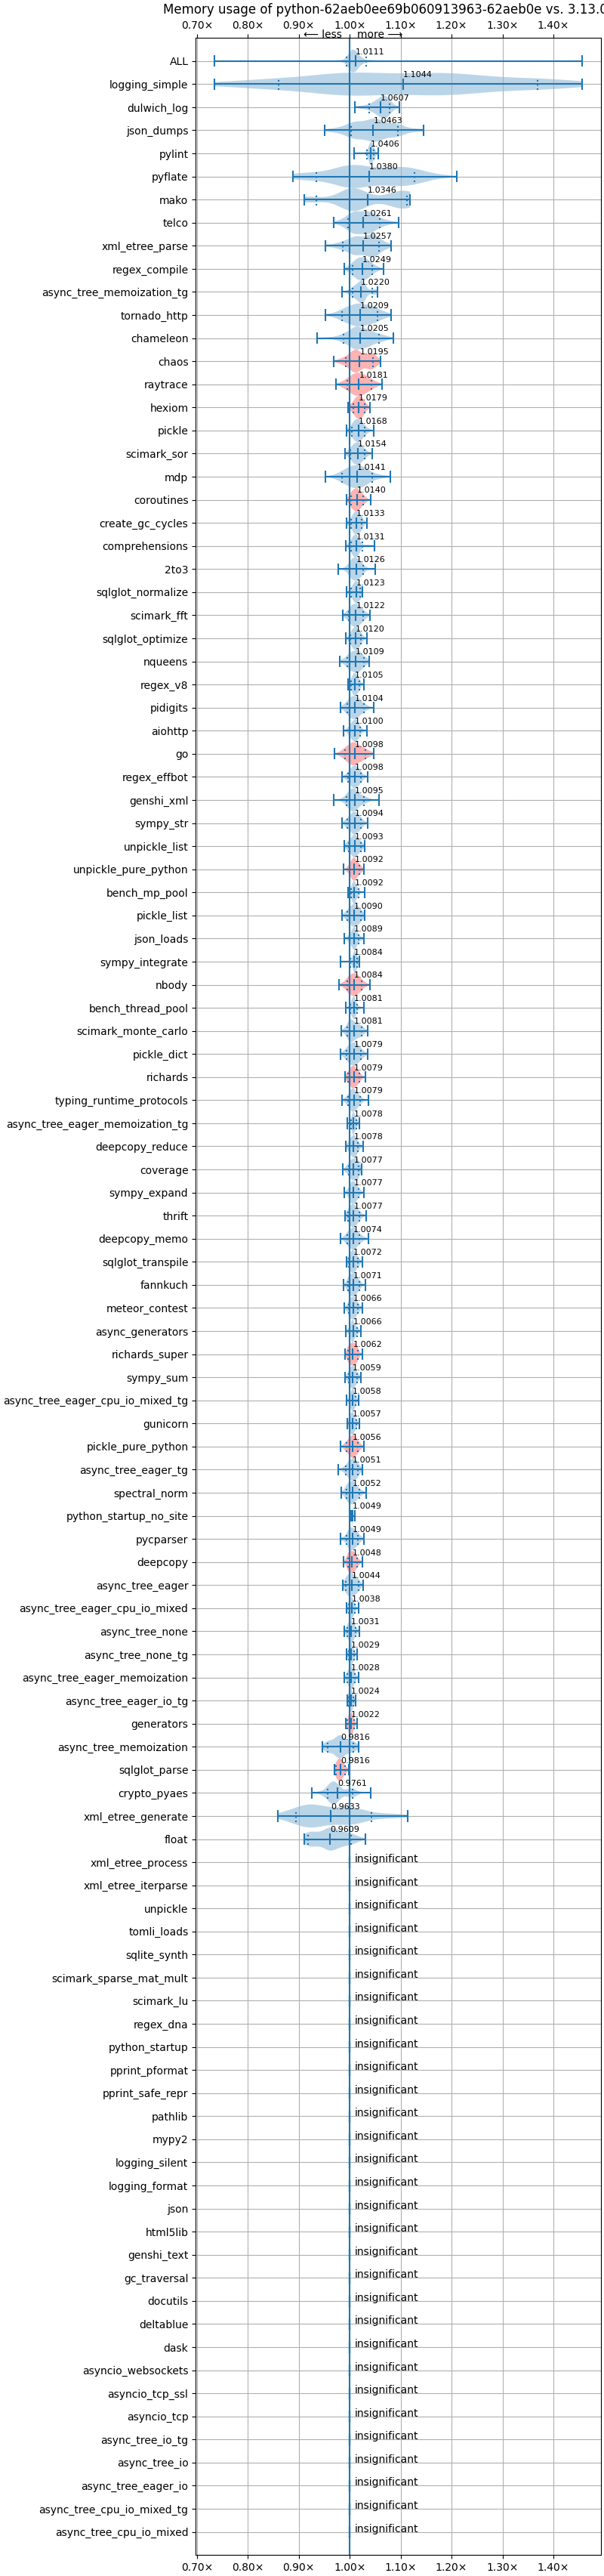 Memory usage of python-62aeb0ee69b060913963-62aeb0e vs. 3.13.0
0.70× 0.80× 0.90× 1.00× 1.10× 1.20× 1.30× 1.40×
⟵ less more ⟶
ALL 1.0111
logging_simple 1.1044
dulwich_log 1.0607
json_dumps 1.0463
pylint 1.0406
pyflate 1.0380
mako 1.0346
telco 1.0261
xml_etree_parse 1.0257
regex_compile 1.0249
async_tree_memoization_tg 1.0220
tornado_http 1.0209
chameleon 1.0205
chaos 1.0195
raytrace 1.0181
hexiom 1.0179
pickle 1.0168
scimark_sor 1.0154
mdp 1.0141
coroutines 1.0140
create_gc_cycles 1.0133
comprehensions 1.0131
2to3 1.0126
sqlglot_normalize 1.0123
scimark_fft 1.0122
sqlglot_optimize 1.0120
nqueens 1.0109
regex_v8 1.0105
pidigits 1.0104
aiohttp 1.0100
go 1.0098
regex_effbot 1.0098
genshi_xml 1.0095
sympy_str 1.0094
unpickle_list 1.0093
unpickle_pure_python 1.0092
bench_mp_pool 1.0092
pickle_list 1.0090
json_loads 1.0089
sympy_integrate 1.0084
nbody 1.0084
bench_thread_pool 1.0081
scimark_monte_carlo 1.0081
pickle_dict 1.0079
richards 1.0079
typing_runtime_protocols 1.0079
async_tree_eager_memoization_tg 1.0078
deepcopy_reduce 1.0078
coverage 1.0077
sympy_expand 1.0077
thrift 1.0077
deepcopy_memo 1.0074
sqlglot_transpile 1.0072
fannkuch 1.0071
meteor_contest 1.0066
async_generators 1.0066
richards_super 1.0062
sympy_sum 1.0059
async_tree_eager_cpu_io_mixed_tg 1.0058
gunicorn 1.0057
pickle_pure_python 1.0056
async_tree_eager_tg 1.0051
spectral_norm 1.0052
python_startup_no_site 1.0049
pycparser 1.0049
deepcopy 1.0048
async_tree_eager 1.0044
async_tree_eager_cpu_io_mixed 1.0038
async_tree_none 1.0031
async_tree_none_tg 1.0029
async_tree_eager_memoization 1.0028
async_tree_eager_io_tg 1.0024
generators 1.0022
async_tree_memoization 0.9816
sqlglot_parse 0.9816
crypto_pyaes 0.9761
xml_etree_generate 0.9633
float 0.9609
xml_etree_process insignificant
xml_etree_iterparse insignificant
unpickle insignificant
tomli_loads insignificant
sqlite_synth insignificant
scimark_sparse_mat_mult insignificant
scimark_lu insignificant
regex_dna insignificant
python_startup insignificant
pprint_pformat insignificant
pprint_safe_repr insignificant
pathlib insignificant
mypy2 insignificant
logging_silent insignificant
logging_format insignificant
json insignificant
html5lib insignificant
genshi_text insignificant
gc_traversal insignificant
docutils insignificant
deltablue insignificant
dask insignificant
asyncio_websockets insignificant
asyncio_tcp_ssl insignificant
asyncio_tcp insignificant
async_tree_io_tg insignificant
async_tree_io insignificant
async_tree_eager_io insignificant
async_tree_cpu_io_mixed_tg insignificant
async_tree_cpu_io_mixed insignificant
0.70× 0.80× 0.90× 1.00× 1.10× 1.20× 1.30× 1.40×